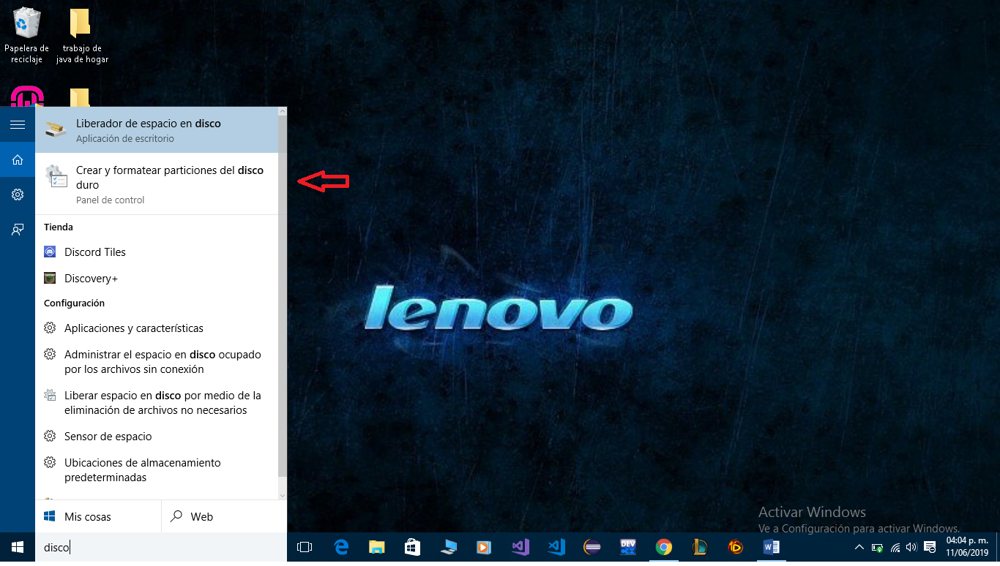 Papelera de
reciclaje
trabajo de
java de hogar
Liberador de espacio en disco
Aplicación de escritorio
Crear y formatear particiones del disco
duro
Panel de control
Tienda
Discord Tiles
Discovery+
Configuración
Aplicaciones y características
Administrar el espacio en disco ocupado
por los archivos sin conexión
Liberar espacio en disco por medio de la
eliminación de archivos no necesarios
Sensor de espacio
Ubicaciones de almacenamiento
predeterminadas
Mis cosas
Web
disco
lenovo
Activar Windows
Ve a Configuración para activar Windows.
DEV
C++
04:04 p. m.
11/06/2019